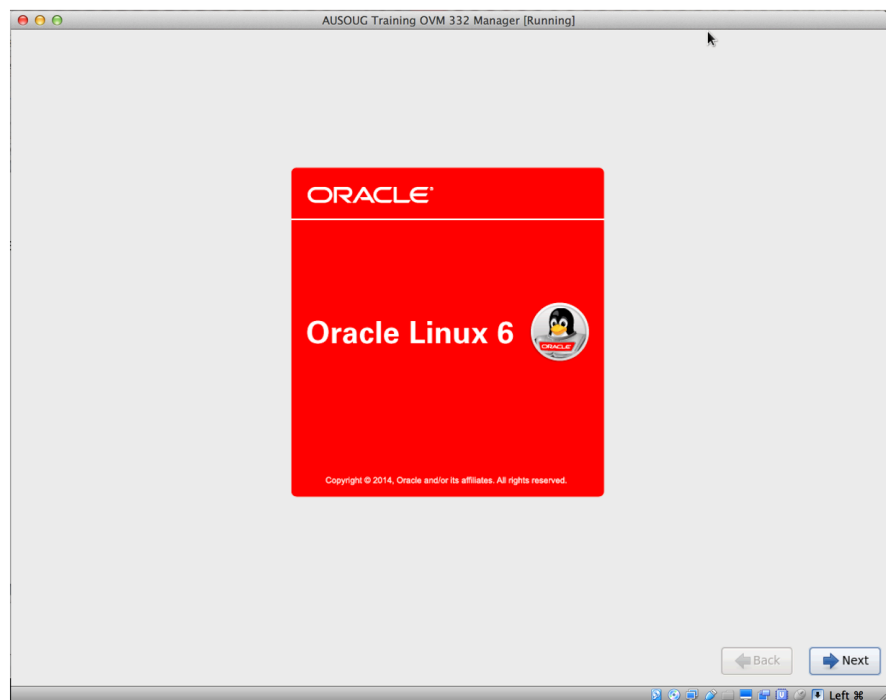 AUSOUG Training OVM 332 Manager [Running]
ORACLE®
Oracle Linux 6
ORACLE
Copyright © 2014, Oracle and/or its affiliates. All rights reserved.
Back
Next
Left ⌘